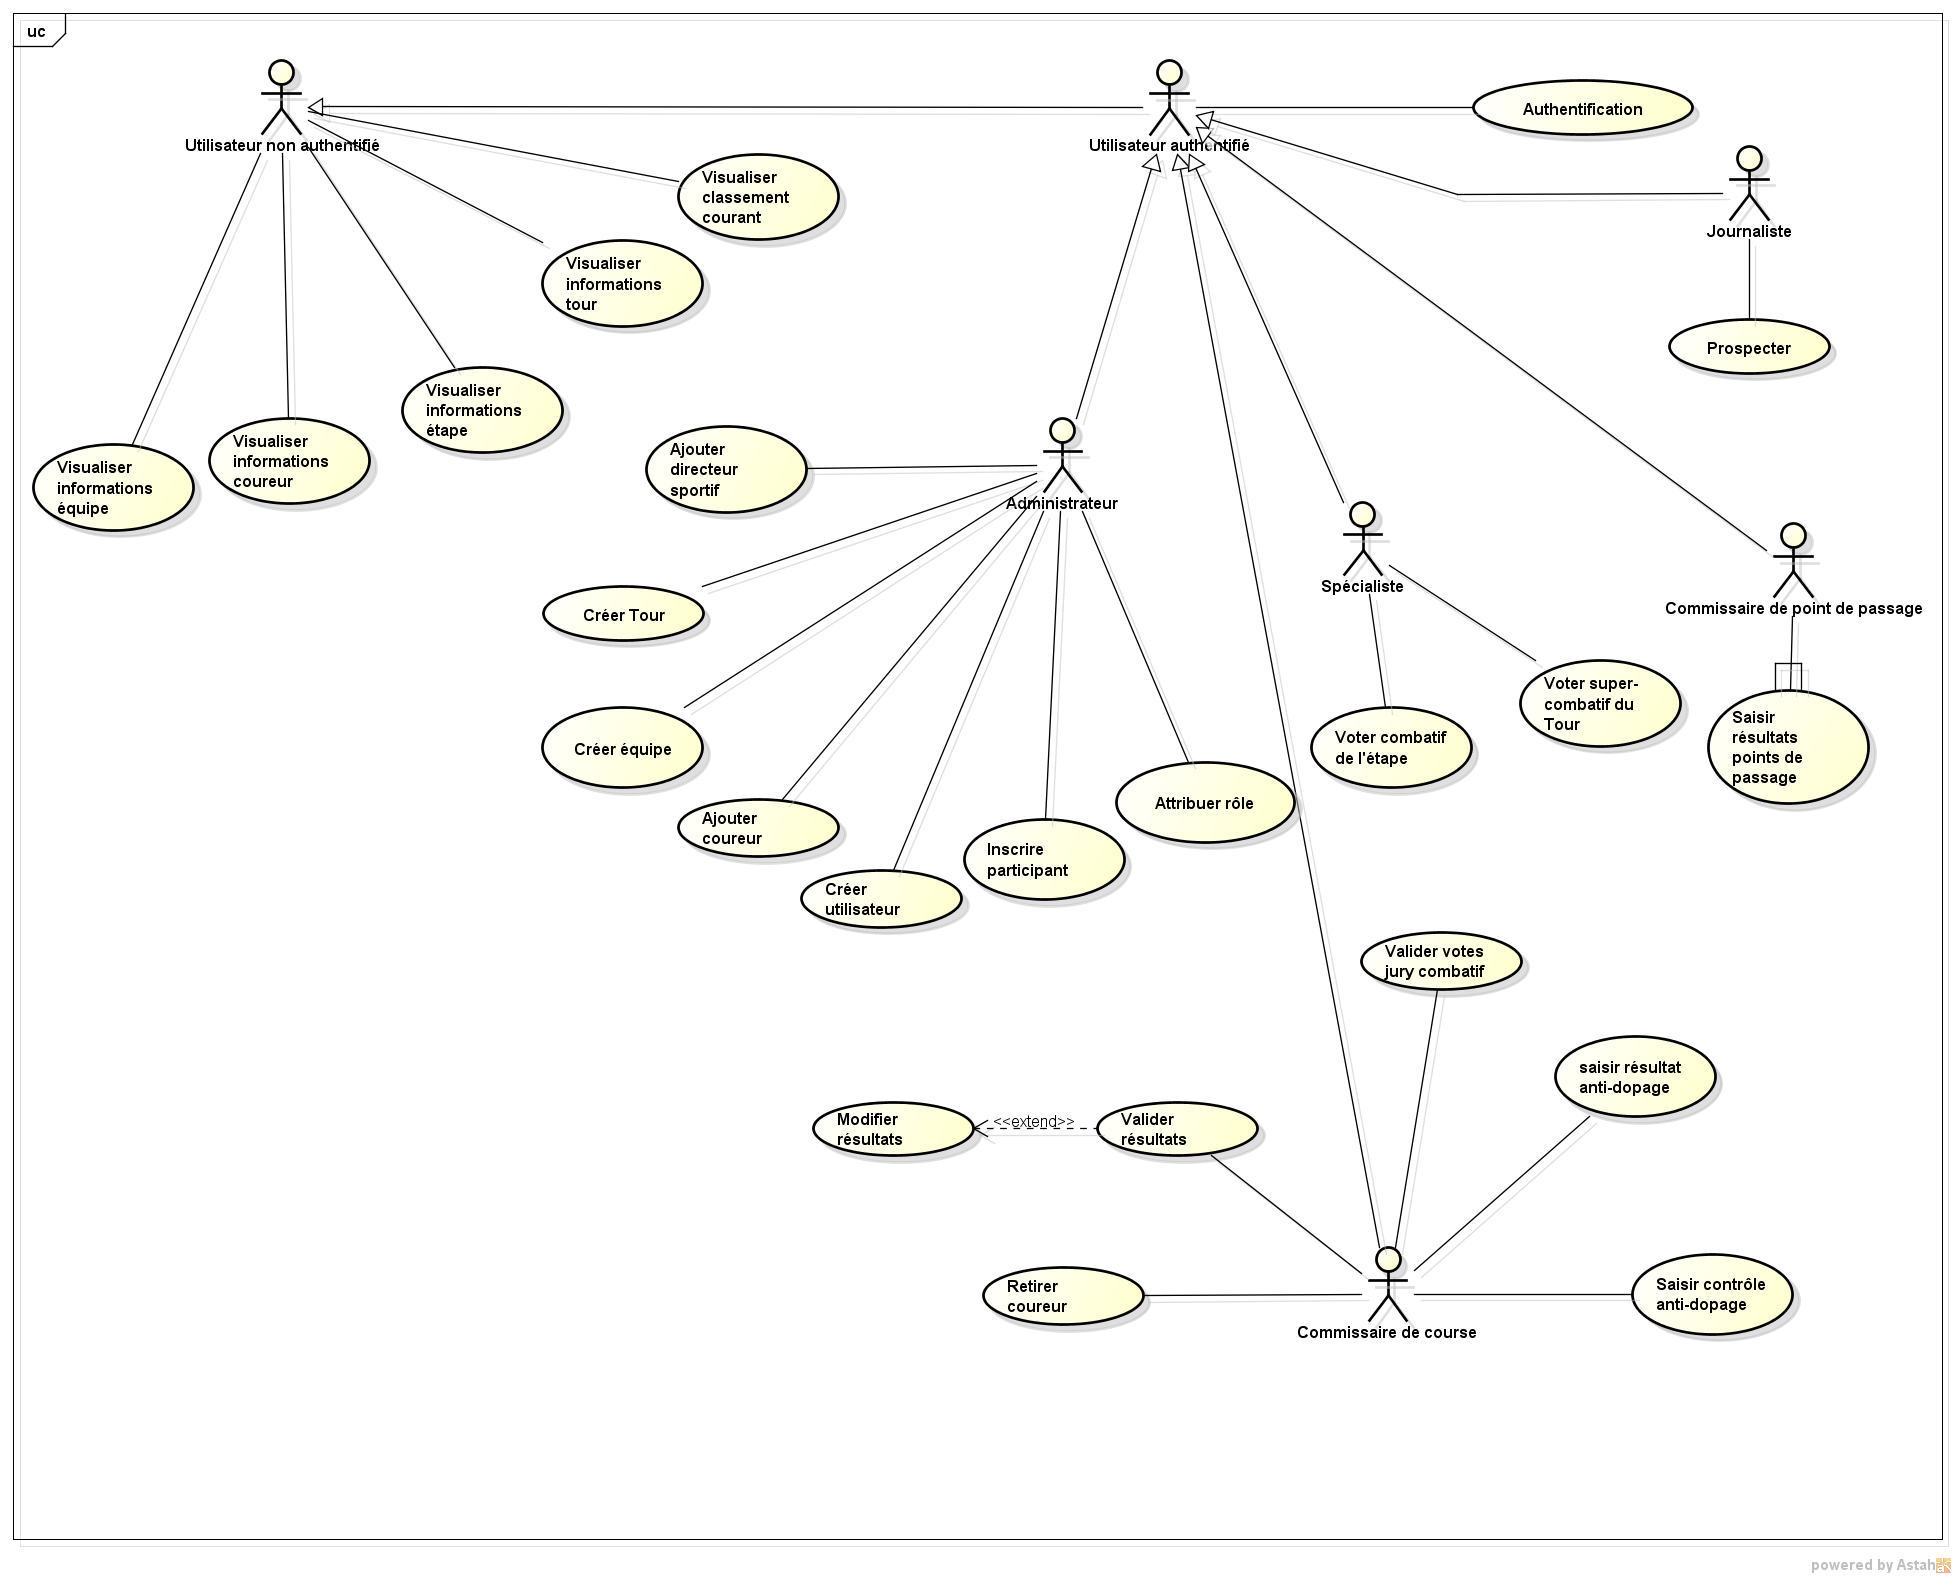 uc
Utilisateur non authentifié
Utilisateur authentifié
Authentification
Journaliste
Prospecter
Visualiser
classement
courant
Visualiser
informations
tour
Visualiser
informations
étape
Visualiser
informations
coureur
Visualiser
informations
équipe
Ajouter
directeur
sportif
Administrateur
Créer Tour
Créer équipe
Ajouter
coureur
Créer
utilisateur
Inscrire
participant
Attribuer rôle
Spécialiste
Voter combatif
de l'étape
Voter super-
combatif du
Tour
Commissaire de point de passage
Saisir
résultats
points de
passage
Valider votes
jury combatif
saisir résultat
anti-dopage
Modifier
résultats
<<extend>>
Valider
résultats
Retirer
coureur
Commissaire de course
Saisir contrôle
anti-dopage
powered by Astah